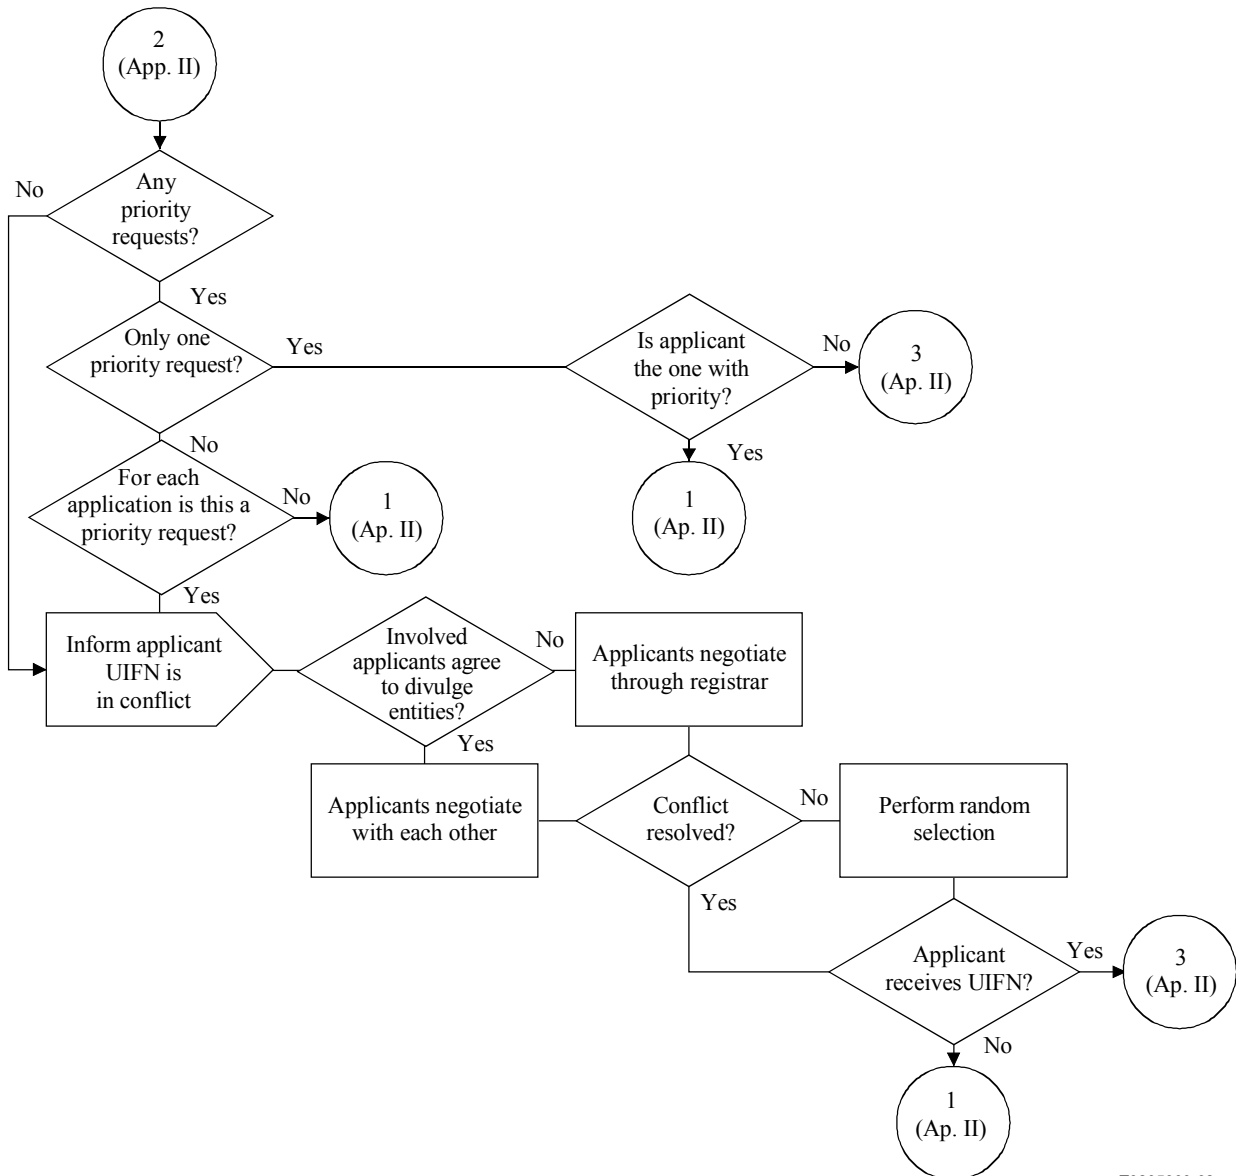 2
(App. II)
No
Any
priority
requests?
Yes
Only one
priority request?
Yes
Is applicant
the one with
priority?
No
3
(Ap. II)
Yes
1
(Ap. II)
No
For each
application is this a
priority request?
No
1
(Ap. II)
Yes
Inform applicant
UIFN is
in conflict
Involved
applicants agree
to divulge
entities?
No
Applicants negotiate
through registrar
Yes
Applicants negotiate
with each other
Conflict
resolved?
No
Perform random
selection
Yes
Applicant
receives UIFN?
Yes
3
(Ap. II)
No
1
(Ap. II)